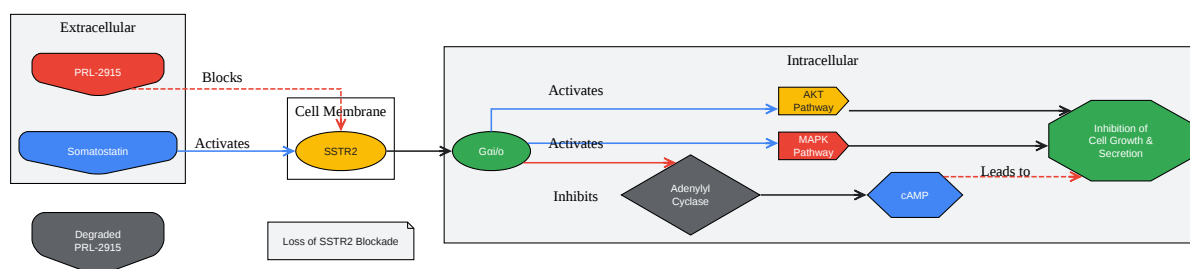 Extracellular
PRL-2915
Blocks
Somatostatin
Activates
Cell Membrane
SSTR2
Degraded
PRL-2915
Loss of SSTR2 Blockade
Intracellular
Gαi/o
Activates
AKT
Pathway
Activates
MAPK
Pathway
Inhibits
Adenylyl
Cyclase
cAMP
Leads to
Inhibition of
Cell Growth &
Secretion